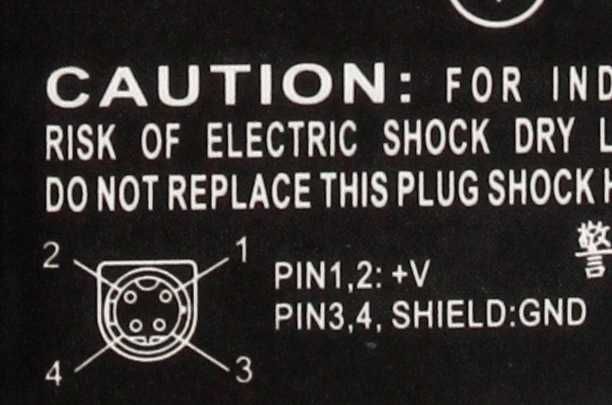 CAUTION: FOR IND
RISK OF ELECTRIC SHOCK DRY L
DO NOT REPLACE THIS PLUG SHOCK H
警
2 1
PIN1,2: +V
PIN3,4, SHIELD:GND
4 3